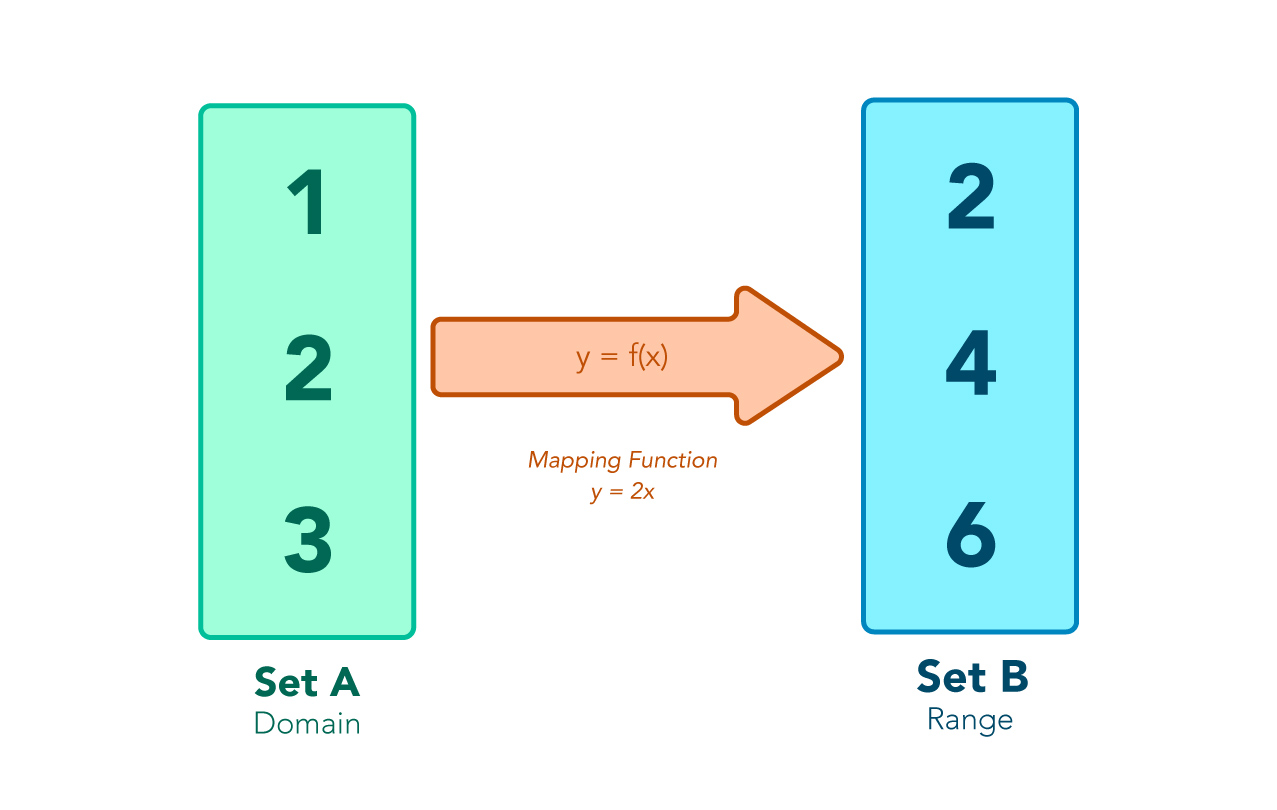 1
2
3
Set A
Domain
y = f(x)
Mapping Function
y = 2x
2
4
6
Set B
Range